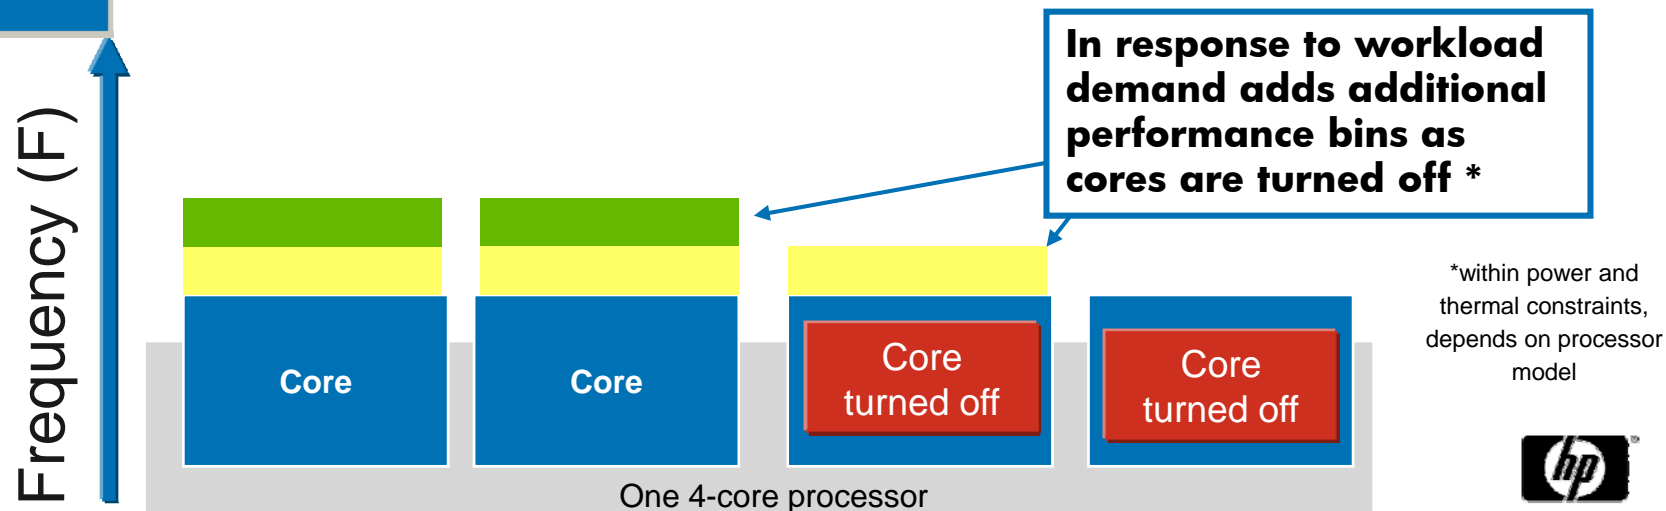 In response to workload
demand adds additional
performance bins as
cores are turned off *
Frequency (F)
*within power and
thermal constraints,
depends on processor
model
Core
Core
Core
turned off
Core
turned off
One 4-core processor
hp